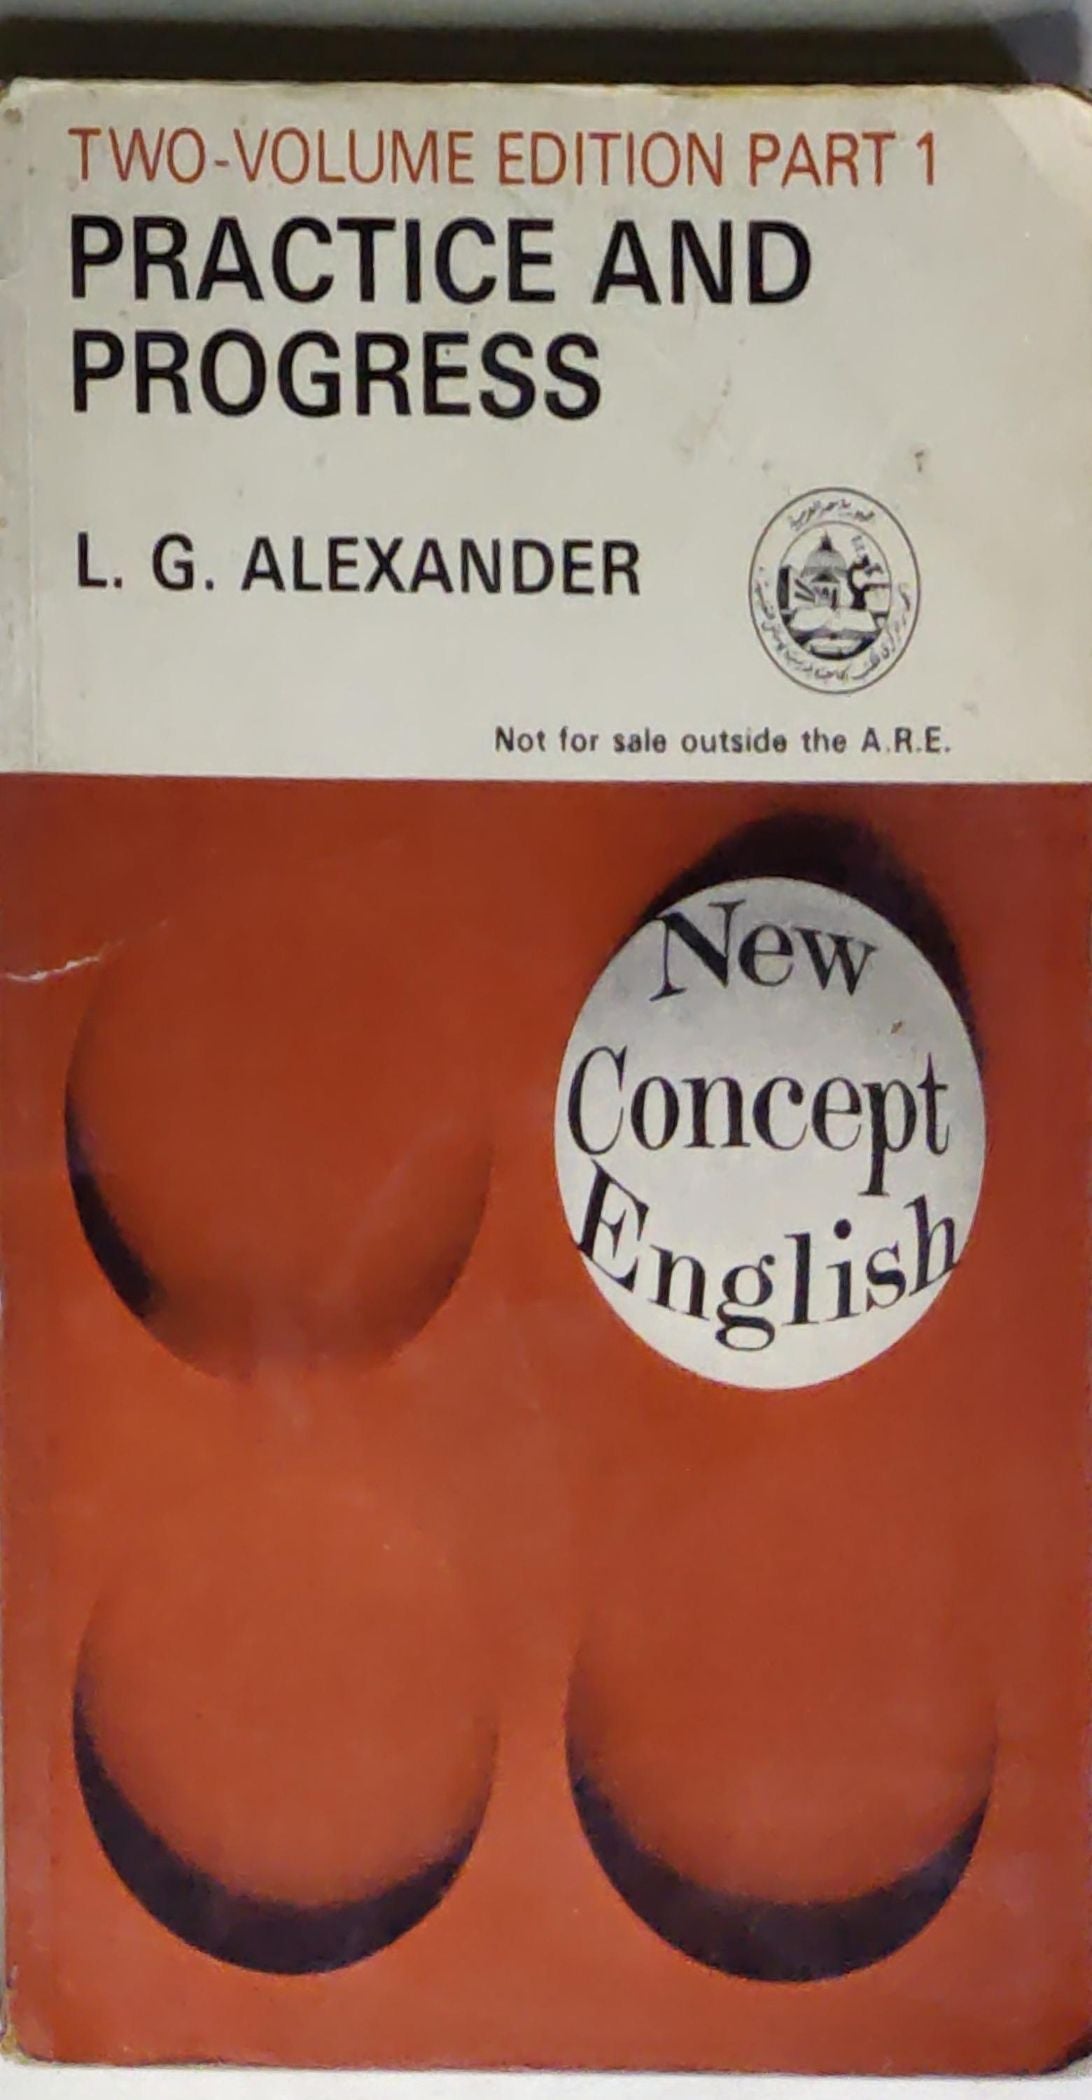 TWO-VOLUME EDITION PART 1
PRACTICE AND
PROGRESS
L. G. ALEXANDER
Not for sale outside the A.R.E.
New
Concept
English